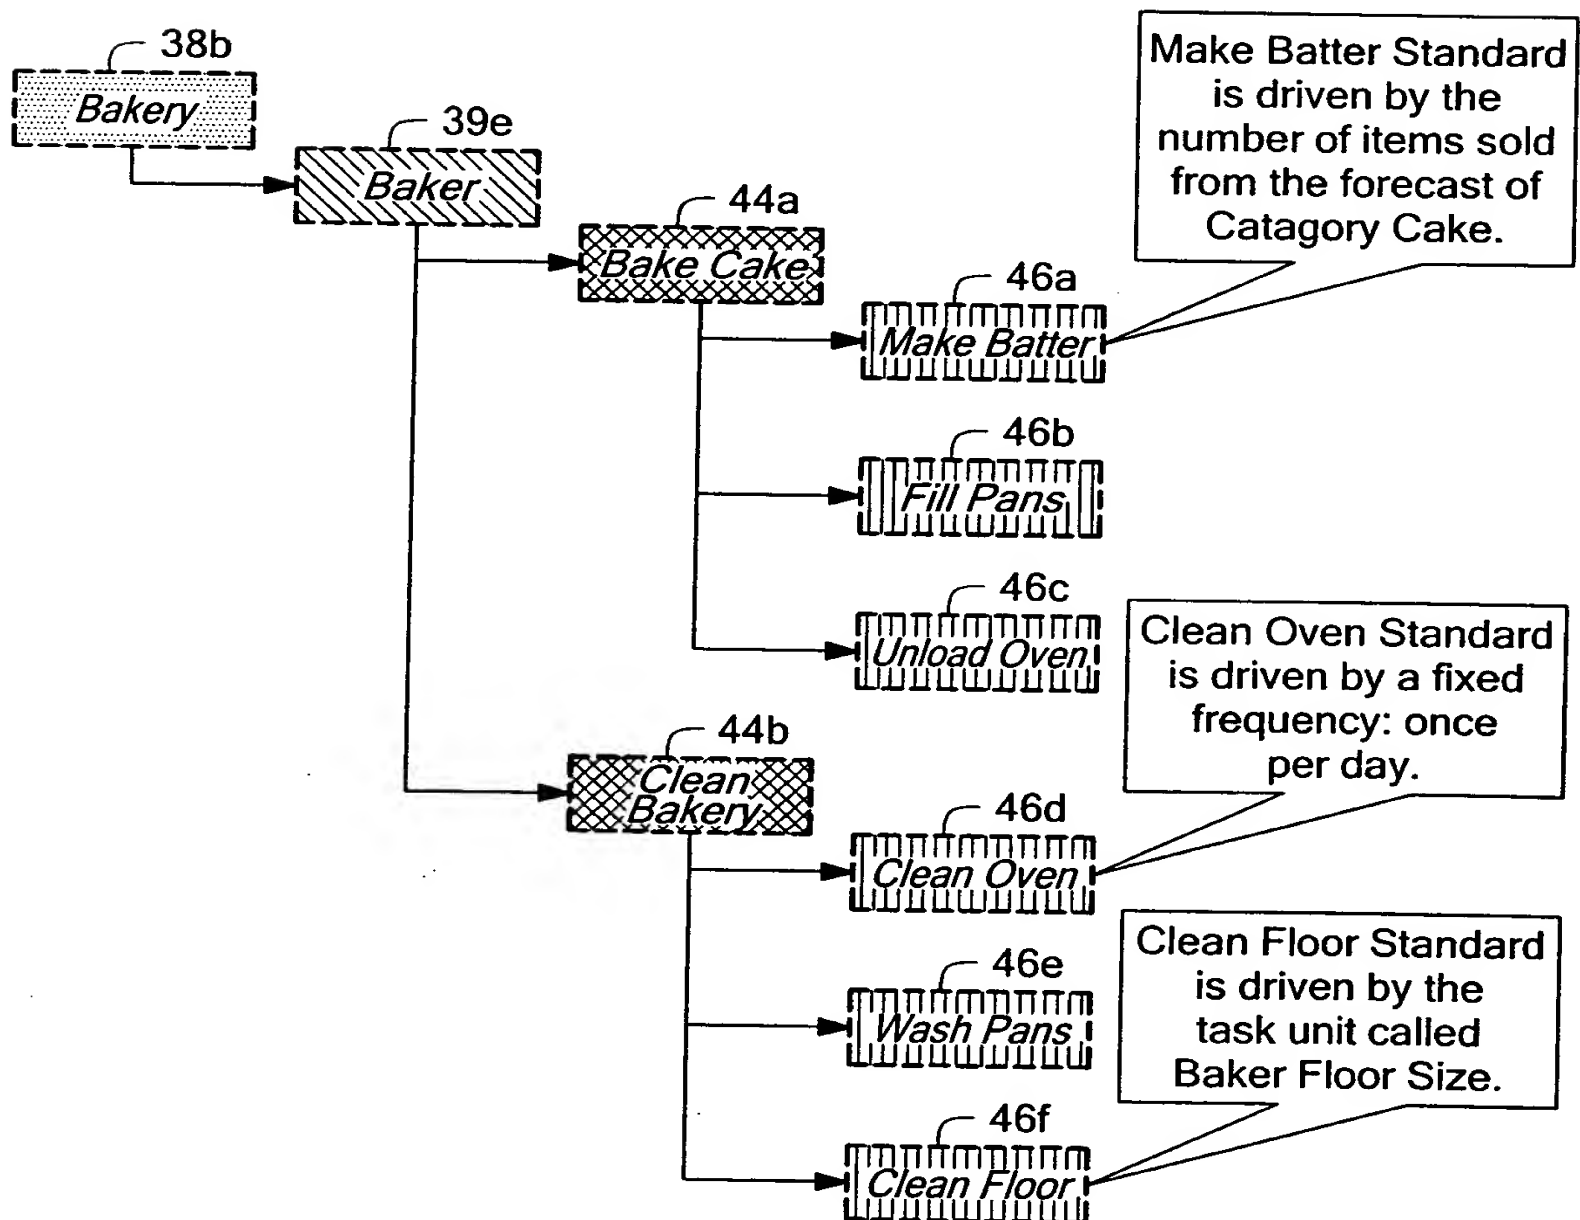 38b
Bakery
39e
Baker
44a
Bake Cake
46a
Make Batter
Make Batter Standard
is driven by the
number of items sold
from the forecast of
Catagory Cake.
46b
Fill Pans
46c
Unload Oven
44b
Clean
Bakery
46d
Clean Oven
Clean Oven Standard
is driven by a fixed
frequency: once
per day.
46e
Wash Pans
46f
Clean Floor
Clean Floor Standard
is driven by the
task unit called
Baker Floor Size.